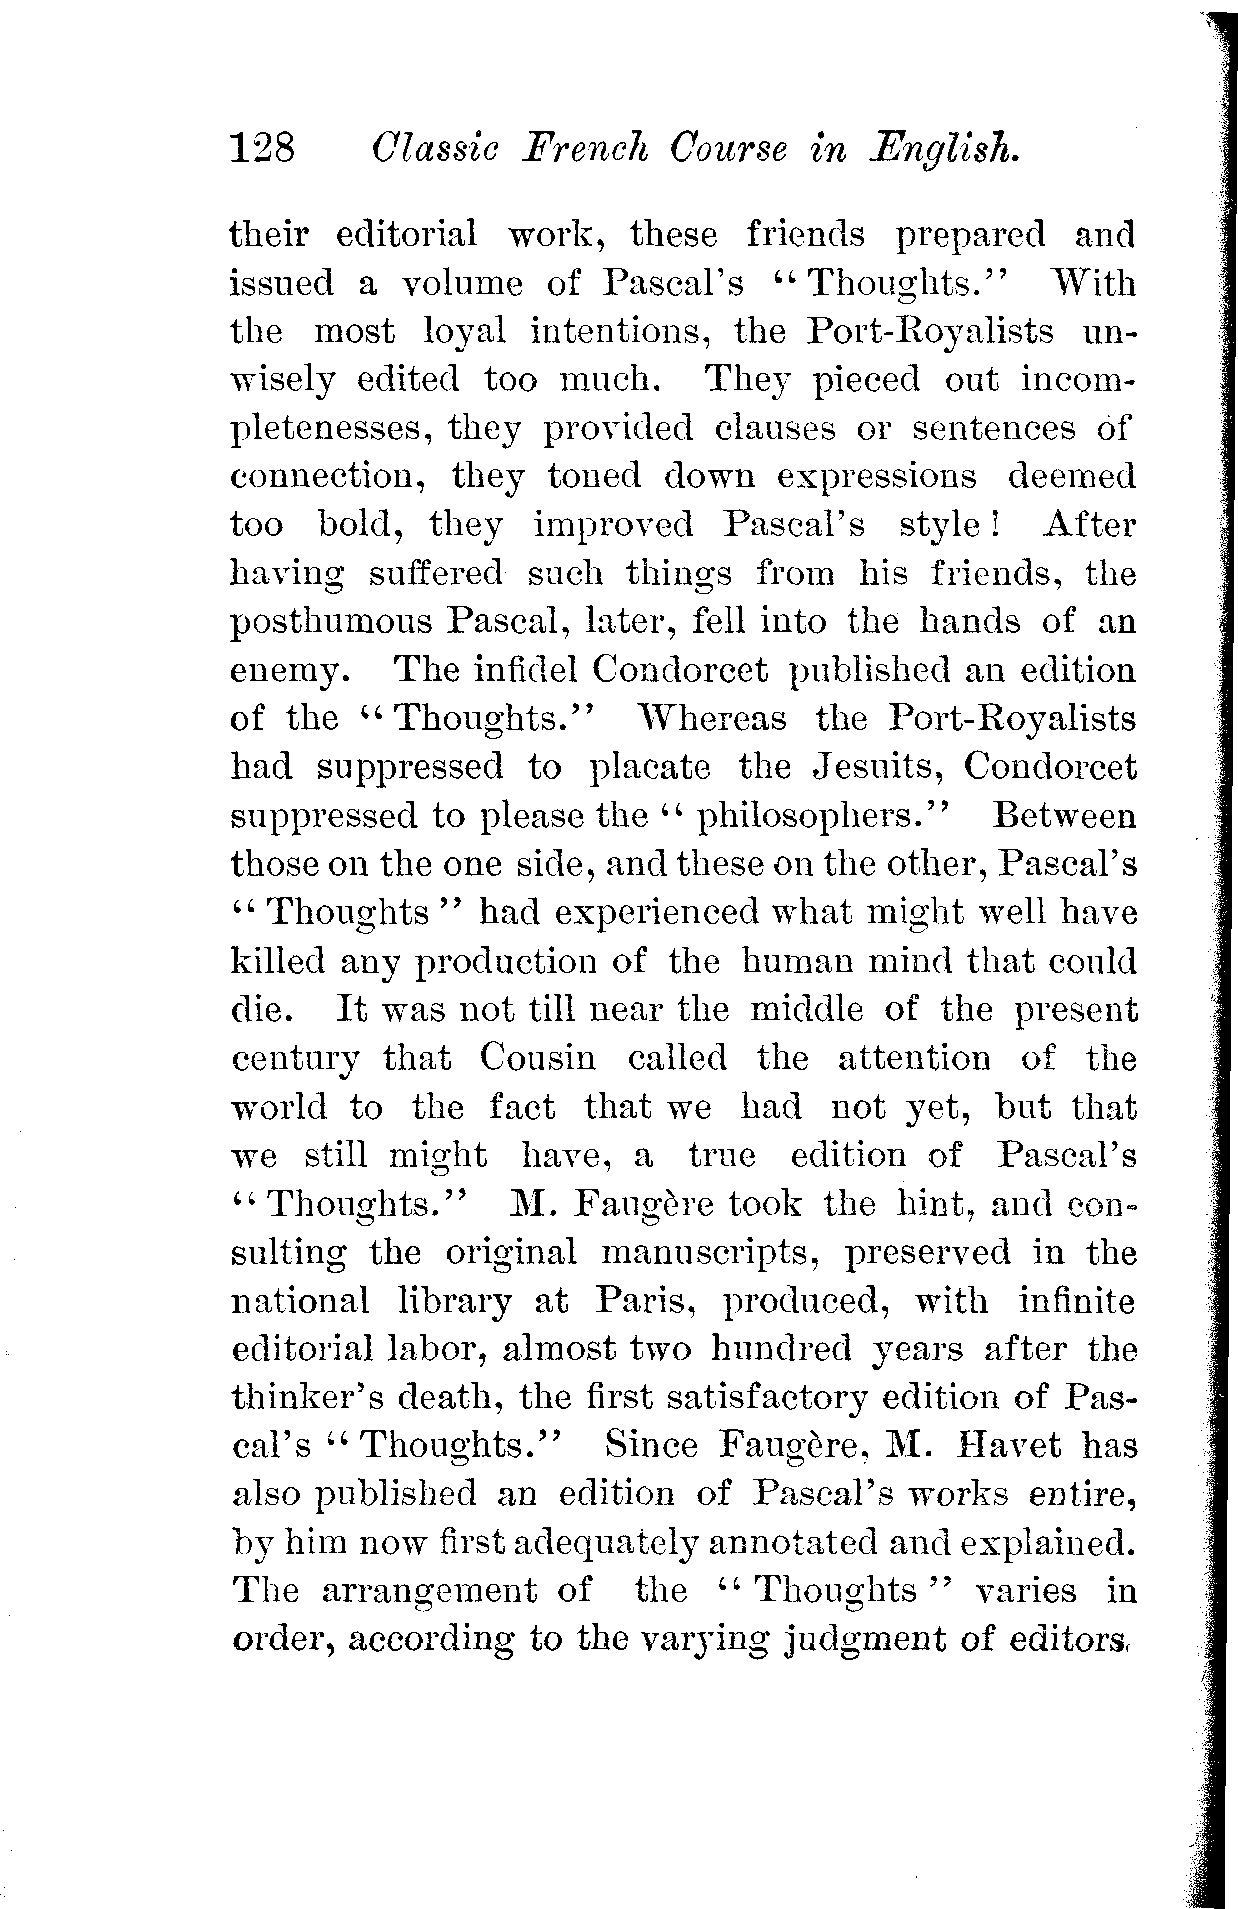 128 Classic French Course in English.
their editorial work, these friends prepared and
issued a volume of Pascal's "Thoughts." With
the most loyal intentions, the Port-Royalists un-
wisely edited too much. They pieced out incom-
pletenesses, they provided clauses or sentences of
connection, they toned down expressions deemed
too bold, they improved Pascal's style! After
having suffered such things from his friends, the
posthumous Pascal, later, fell into the hands of an
enemy. The infidel Condorcet published an edition
of the "Thoughts." Whereas the Port-Royalists
had suppressed to placate the Jesuits, Condorcet
suppressed to please the "philosophers." Between
those on the one side, and these on the other, Pascal's
"Thoughts" had experienced what might well have
killed any production of the human mind that could
die. It was not till near the middle of the present
century that Cousin called the attention of the
world to the fact that we had not yet, but that
we still might have, a true edition of Pascal's
"Thoughts." M. Faugère took the hint, and con-
sulting the original manuscripts, preserved in the
national library at Paris, produced, with infinite
editorial labor, almost two hundred years after the
thinker's death, the first satisfactory edition of Pas-
cal's "Thoughts." Since Faugère, M. Havet has
also published an edition of Pascal's works entire,
by him now first adequately annotated and explained.
The arrangement of the "Thoughts" varies in
order, according to the varying judgment of editors.